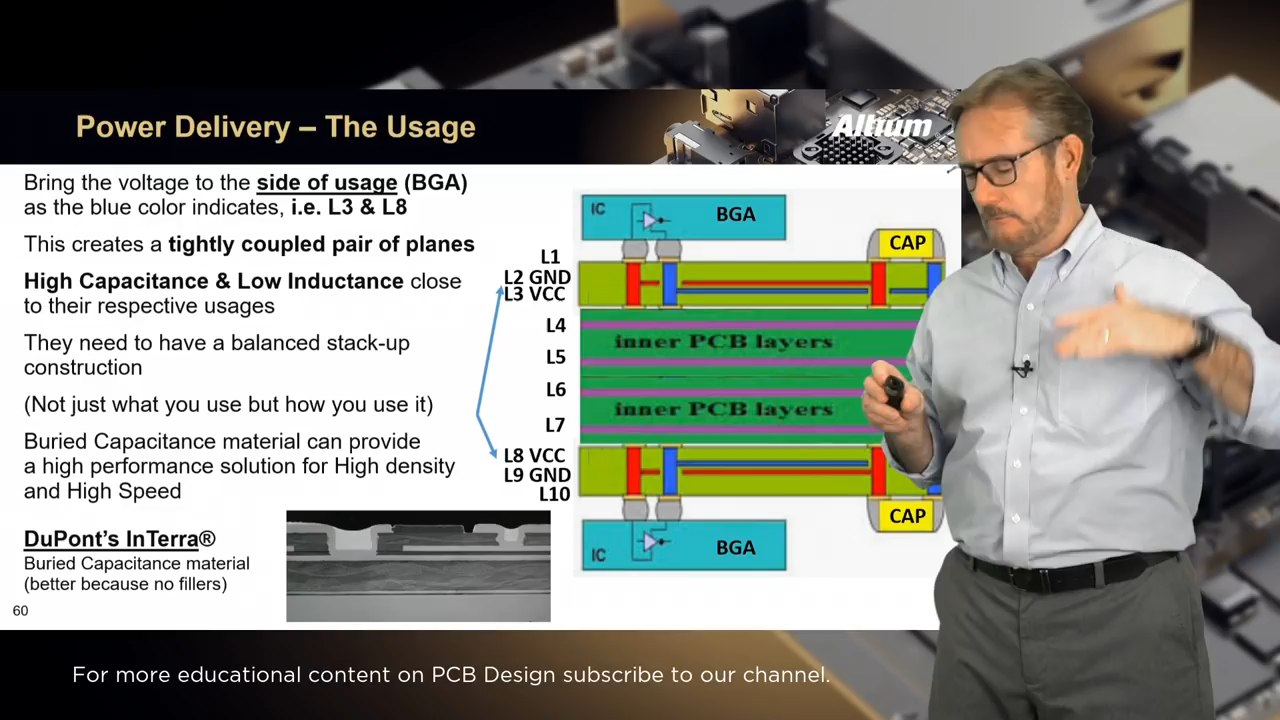 Power Delivery – The Usage
Altium
Bring the voltage to the side of usage (BGA)
as the blue color indicates, i.e. L3 & L8
This creates a tightly coupled pair of planes
High Capacitance & Low Inductance close
to their respective usages
They need to have a balanced stack-up
construction
(Not just what you use but how you use it)
Buried Capacitance material can provide
a high performance solution for High density
and High Speed
DuPont's InTerra®
Buried Capacitance material
(better because no fillers)
60
IC
BGA
CAP
L1
L2 GND
L3 VCC
L4
inner PCB layers
L5
L6
inner PCB layers
L7
L8 VCC
L9 GND
L10
CAP
IC
BGA
For more educational content on PCB Design subscribe to our channel.